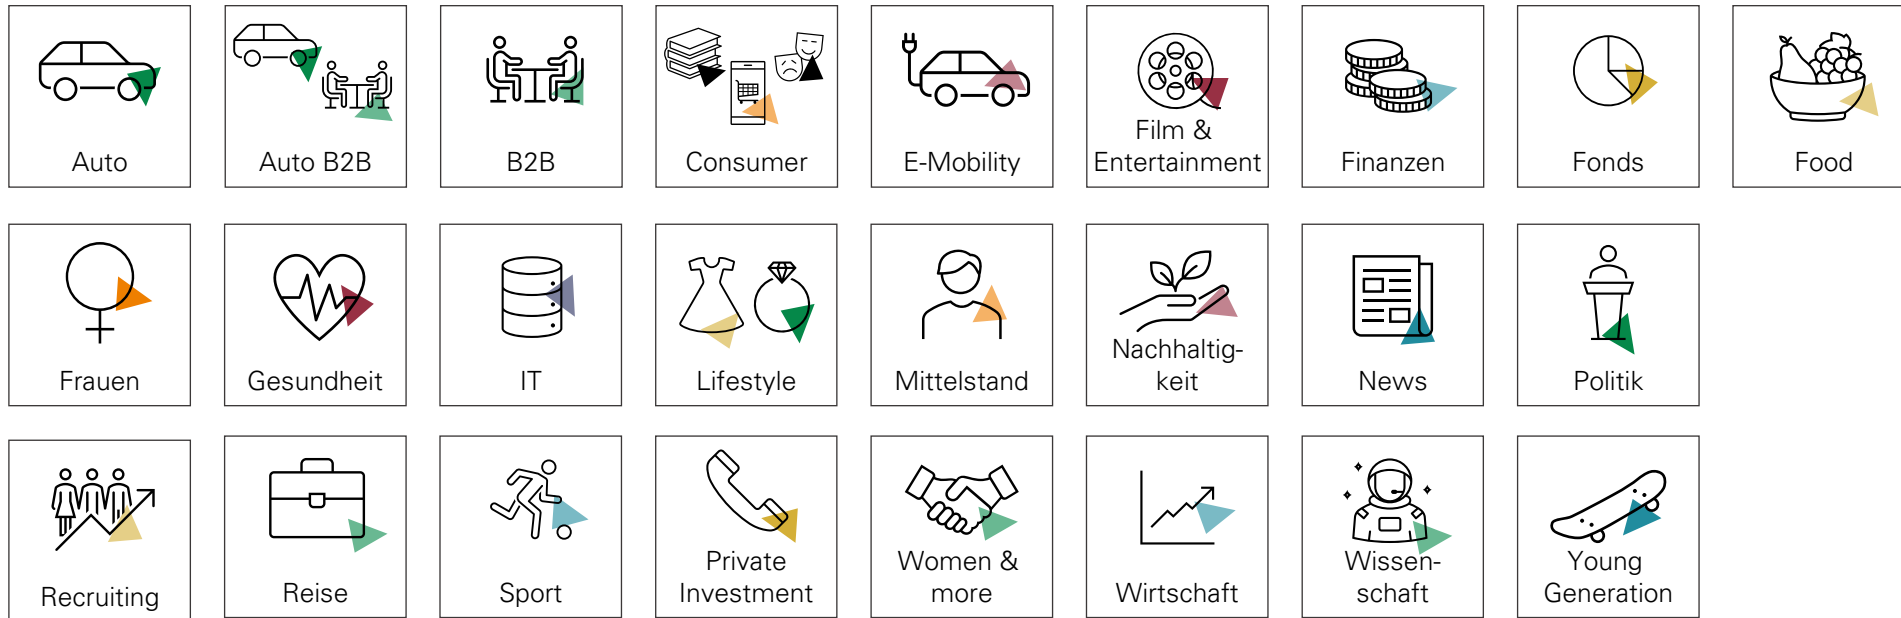 Auto
Auto B2B
B2B
Consumer
E-Mobility
Film &
Entertainment
Finanzen
Fonds
Food
Frauen
Gesundheit
IT
Lifestyle
Mittelstand
Nachhaltig-
keit
News
Politik
Recruiting
Reise
Sport
Private
Investment
Women &
more
Wirtschaft
Wissen-
schaft
Young
Generation